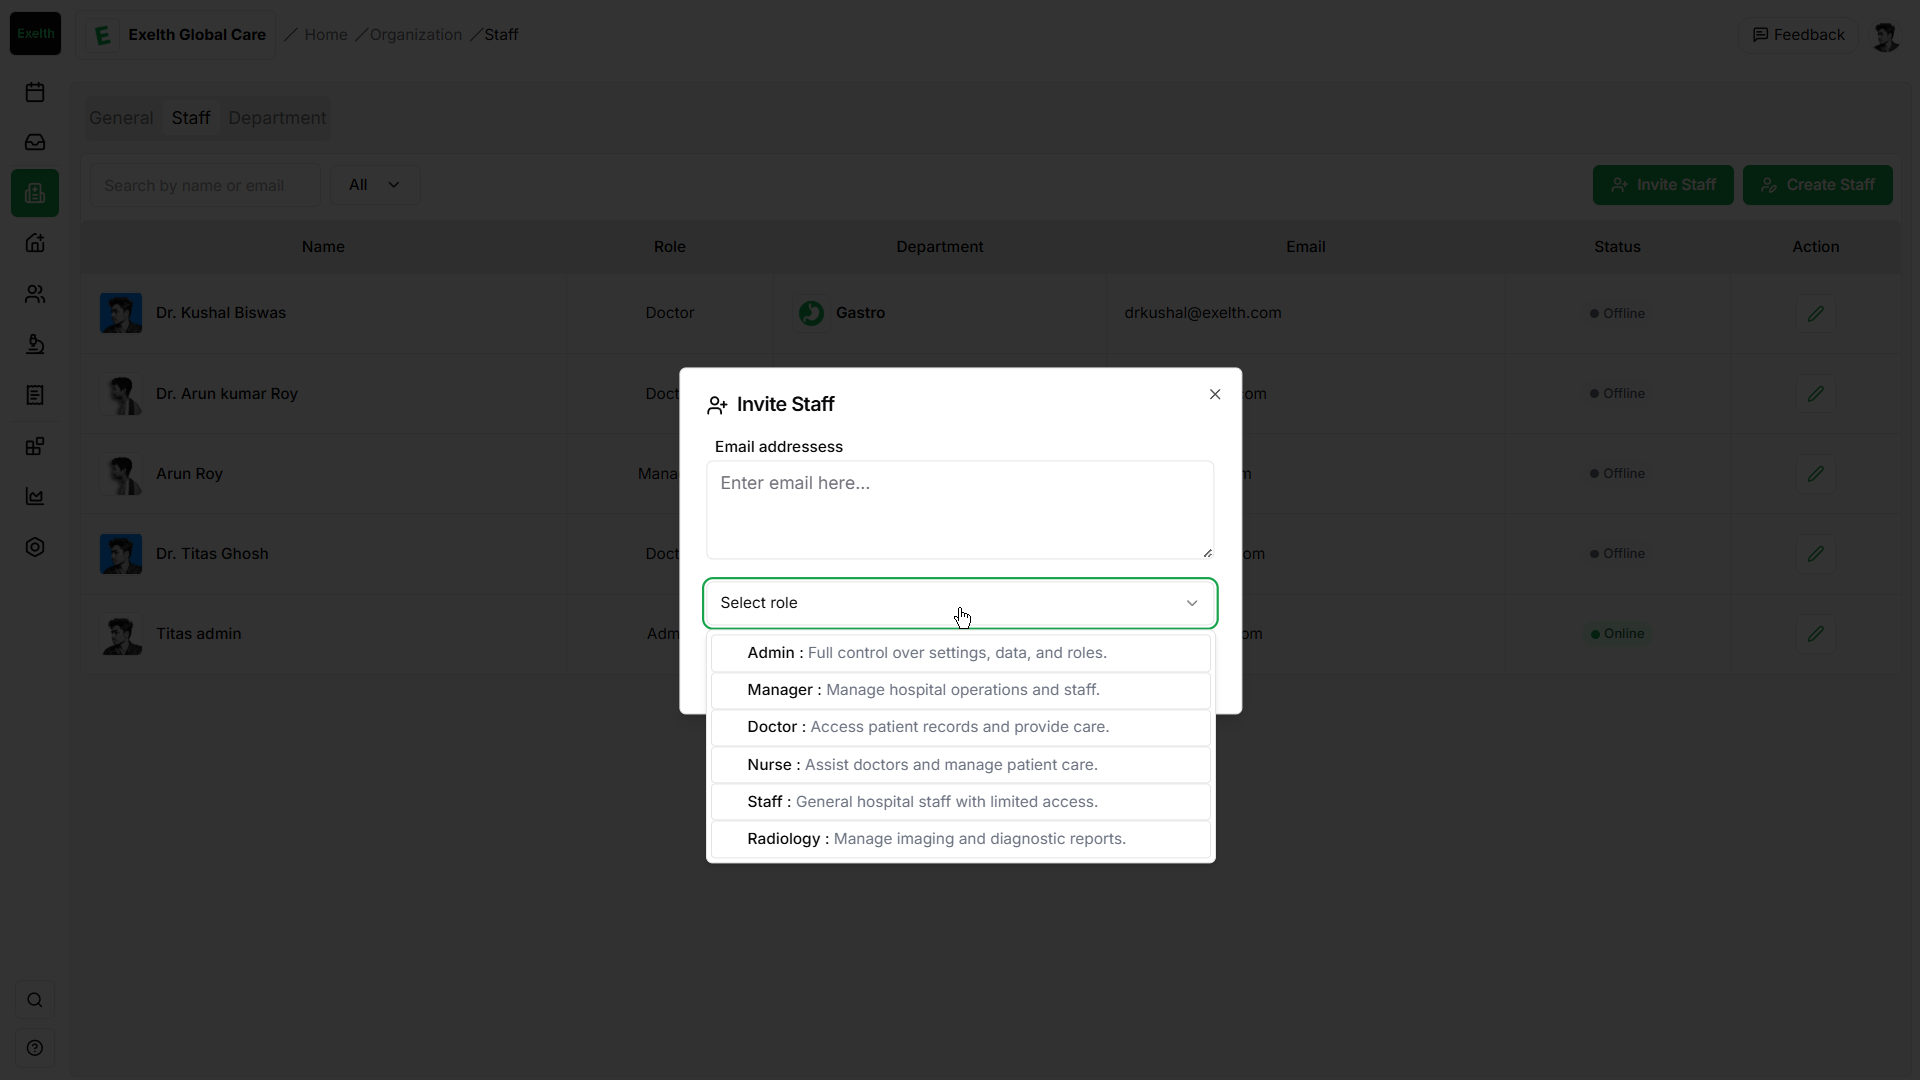 Exelth
E Exelth Global Care / Home / Organization / Staff
Feedback
General Staff Department
Search by name or email
All
Invite Staff
Create Staff
Name Role Department Email Status Action
Dr. Kushal Biswas Doctor Gastro drkushal@exelth.com Offline
Dr. Arun kumar Roy Doct om Offline
Arun Roy Mana m Offline
Dr. Titas Ghosh Doct om Offline
Titas admin Adm om Online
Invite Staff
Email addressess
Enter email here...
Select role
Admin : Full control over settings, data, and roles.
Manager : Manage hospital operations and staff.
Doctor : Access patient records and provide care.
Nurse : Assist doctors and manage patient care.
Staff : General hospital staff with limited access.
Radiology : Manage imaging and diagnostic reports.